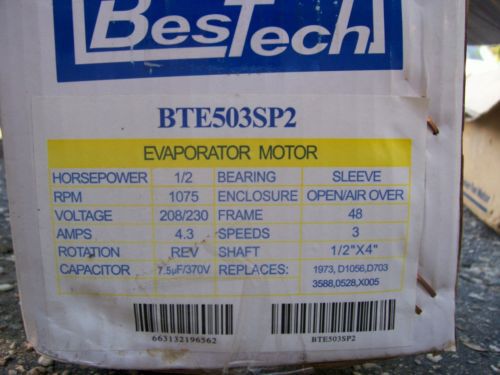 BESTECH
BTE503SP2
EVAPORATOR MOTOR
HORSEPOWER 1/2 BEARING SLEEVE
RPM 1075 ENCLOSURE OPEN/AIR OVER
VOLTAGE 208/230 FRAME 48
AMPS 4.3 SPEEDS 3
ROTATION REV SHAFT 1/2"X4"
CAPACITOR 7.5µF/370V REPLACES: 1973, D1056,D703
3588,0528,X005
663132196562 BTE503SP2